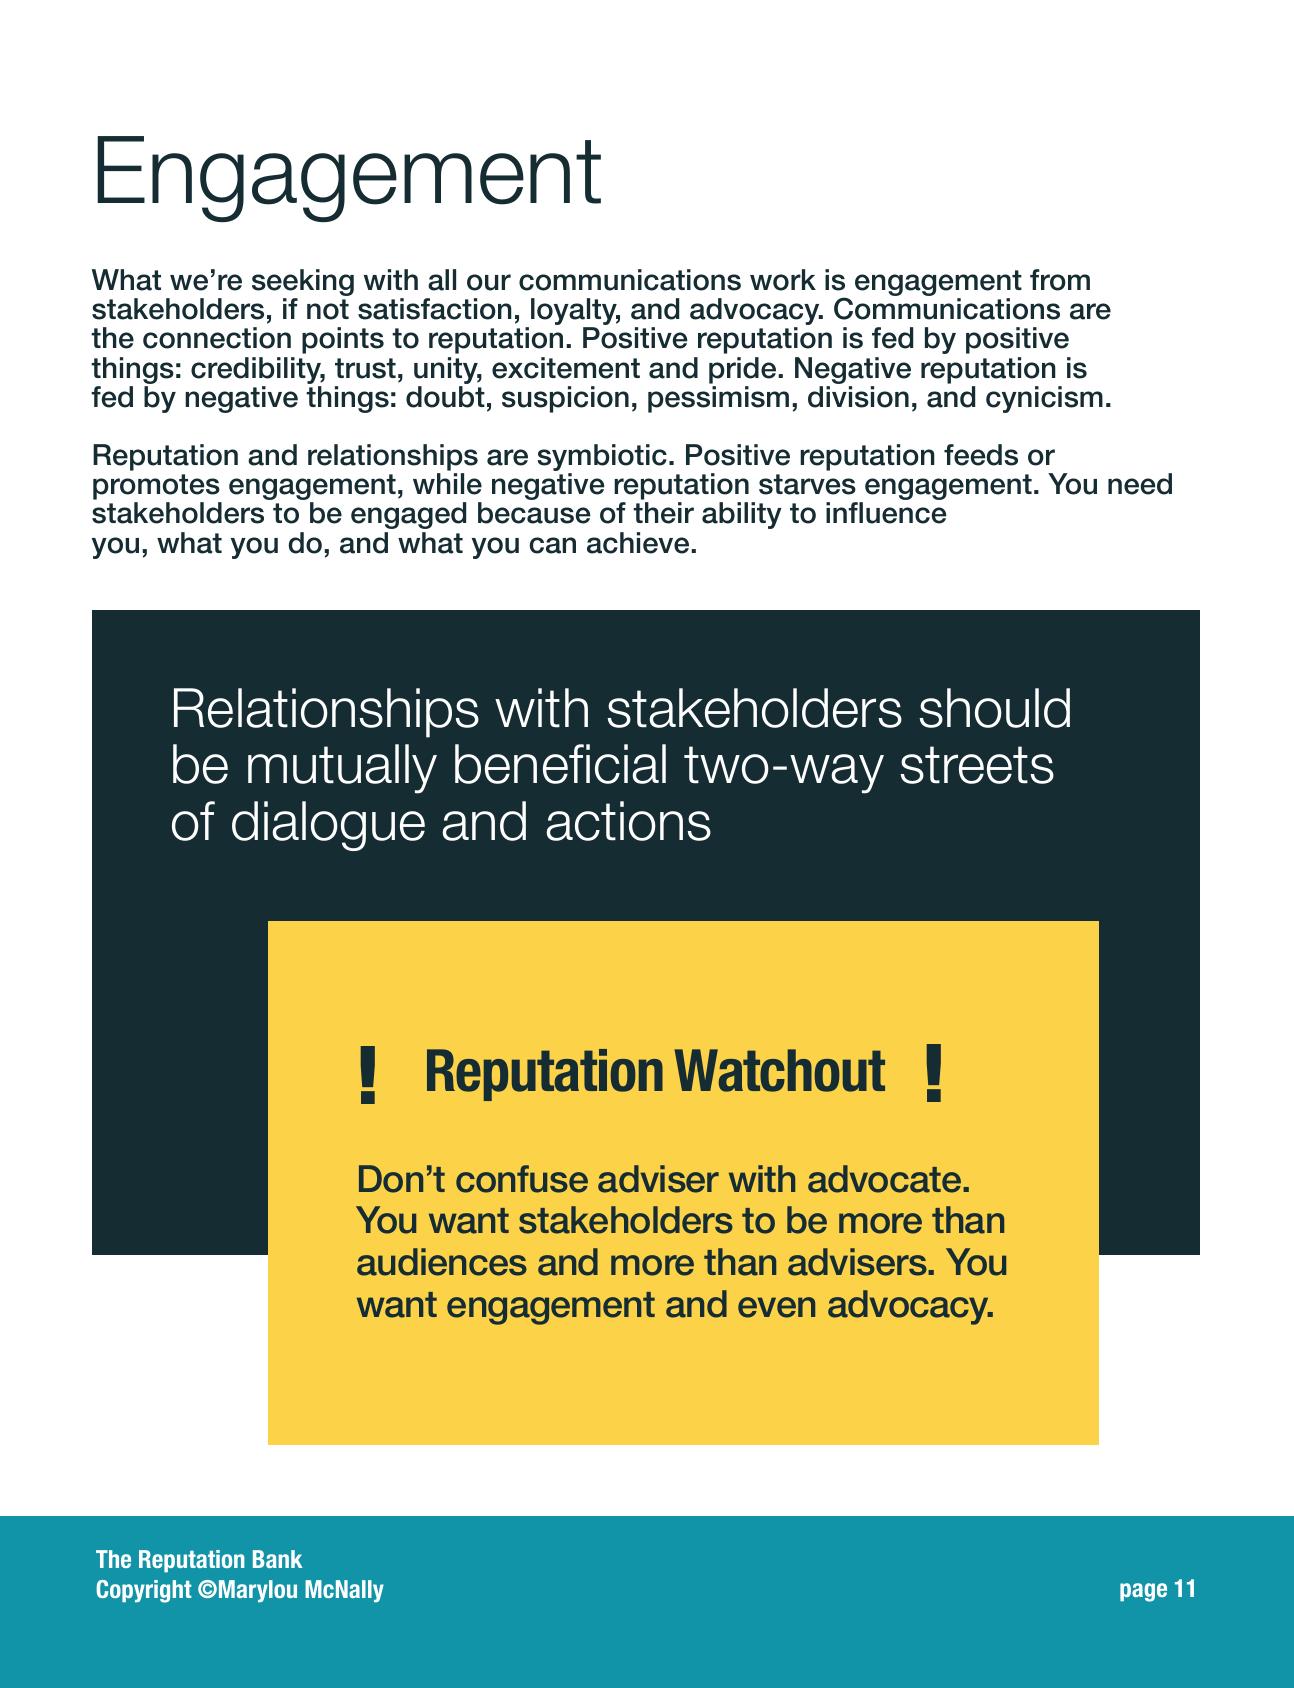 Engagement
What we’re seeking with all our communications work is engagement from
stakeholders, if not satisfaction, loyalty, and advocacy. Communications are
the connection points to reputation. Positive reputation is fed by positive
things: credibility, trust, unity, excitement and pride. Negative reputation is
fed by negative things: doubt, suspicion, pessimism, division, and cynicism.
Reputation and relationships are symbiotic. Positive reputation feeds or
promotes engagement, while negative reputation starves engagement. You need
stakeholders to be engaged because of their ability to influence
you, what you do, and what you can achieve.
Relationships with stakeholders should
be mutually beneficial two-way streets
of dialogue and actions
! Reputation Watchout !
Don’t confuse adviser with advocate.
You want stakeholders to be more than
audiences and more than advisers. You
want engagement and even advocacy.
The Reputation Bank
Copyright ©Marylou McNally
page 11